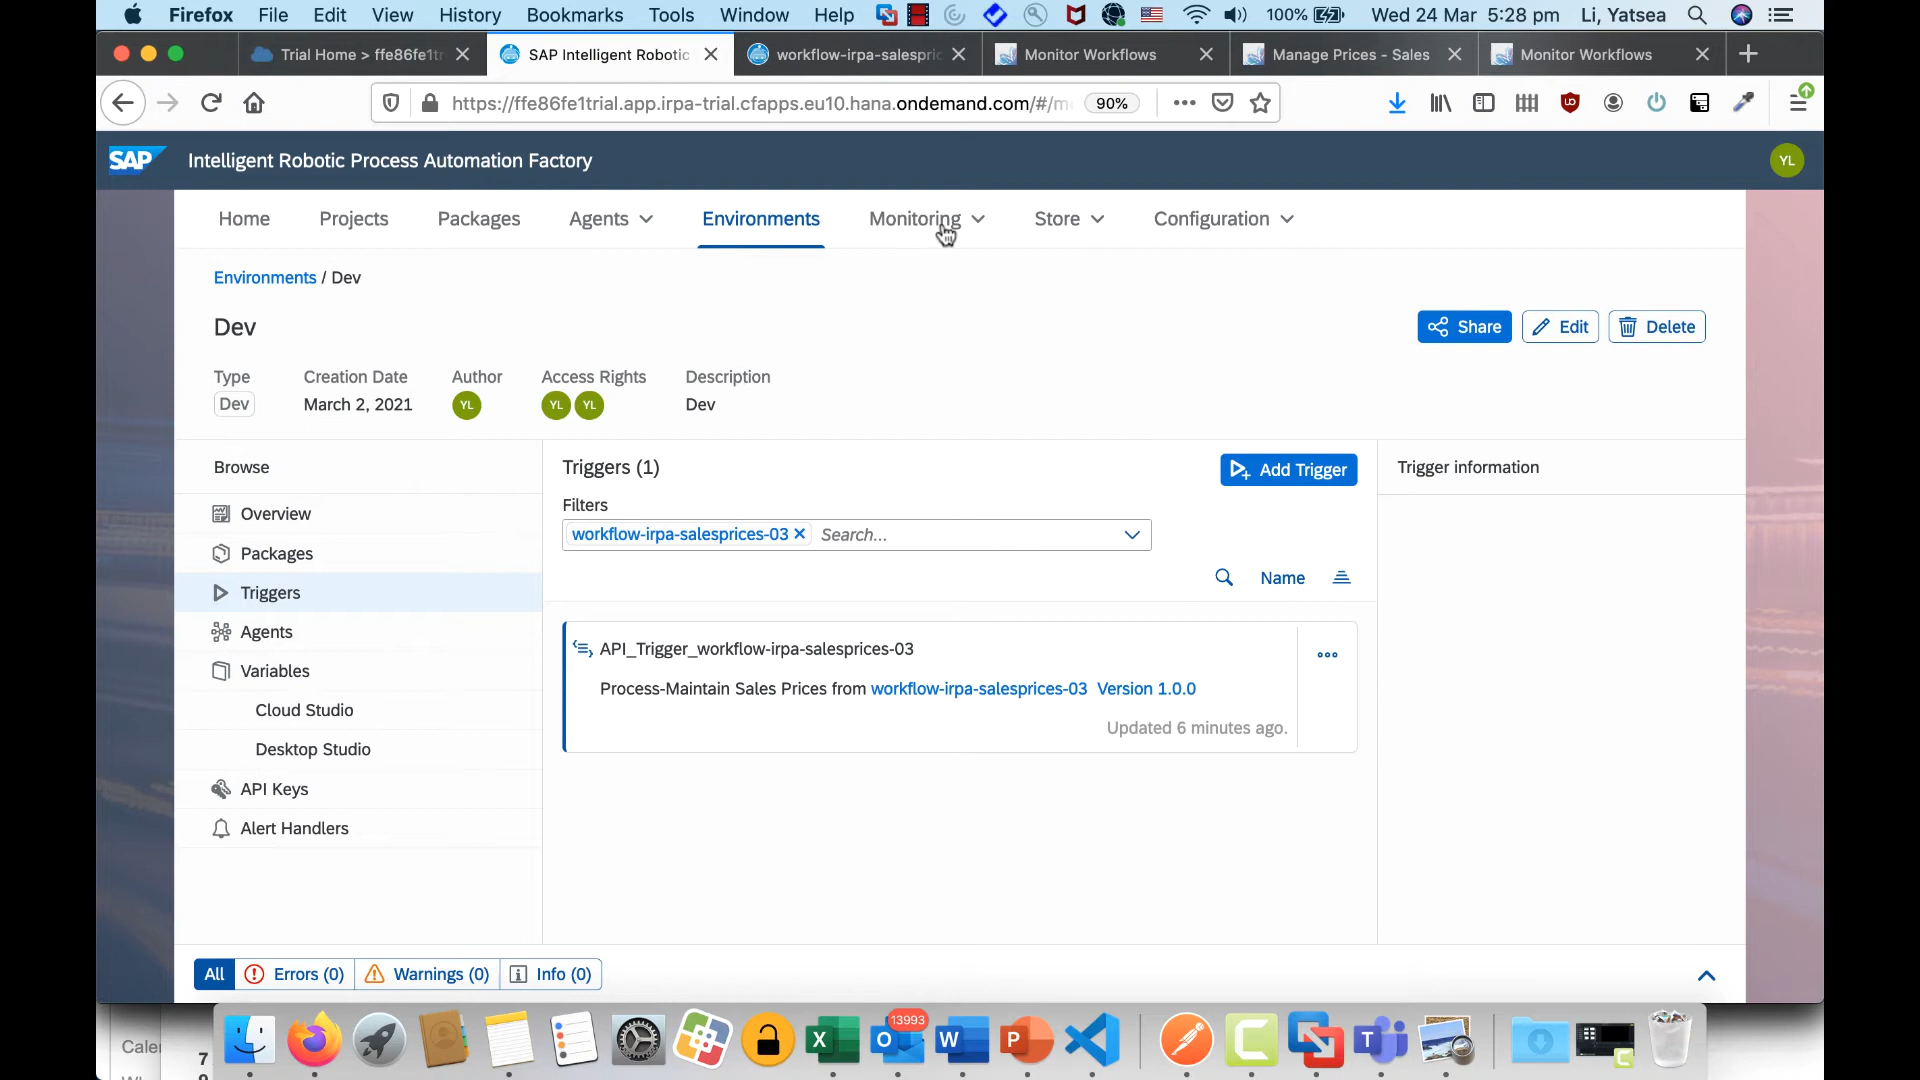 Firefox File Edit View History Bookmarks Tools Window Help 100% Wed 24 Mar 5:28 pm Li, Yatsea
Trial Home > ffe86fe1tr SAP Intelligent Robotic workflow-irpa-salespric Monitor Workflows Manage Prices - Sales Monitor Workflows
https://ffe86fe1trial.app.irpa-trial.cfapps.eu10.hana.ondemand.com/#/m 90%
SAP Intelligent Robotic Process Automation Factory YL
Home Projects Packages Agents Environments Monitoring Store Configuration
Environments / Dev
Dev
Share Edit Delete
Type Creation Date Author Access Rights Description
Dev March 2, 2021 YL YL YL Dev
Browse Triggers (1) Add Trigger Trigger information
Filters
Overview
workflow-irpa-salesprices-03 Search...
Packages
Name
Triggers
Agents
API_Trigger_workflow-irpa-salesprices-03
Variables
Process-Maintain Sales Prices from workflow-irpa-salesprices-03 Version 1.0.0
Cloud Studio
Updated 6 minutes ago.
Desktop Studio
API Keys
Alert Handlers
All Errors (0) Warnings (0) Info (0)
13993
7